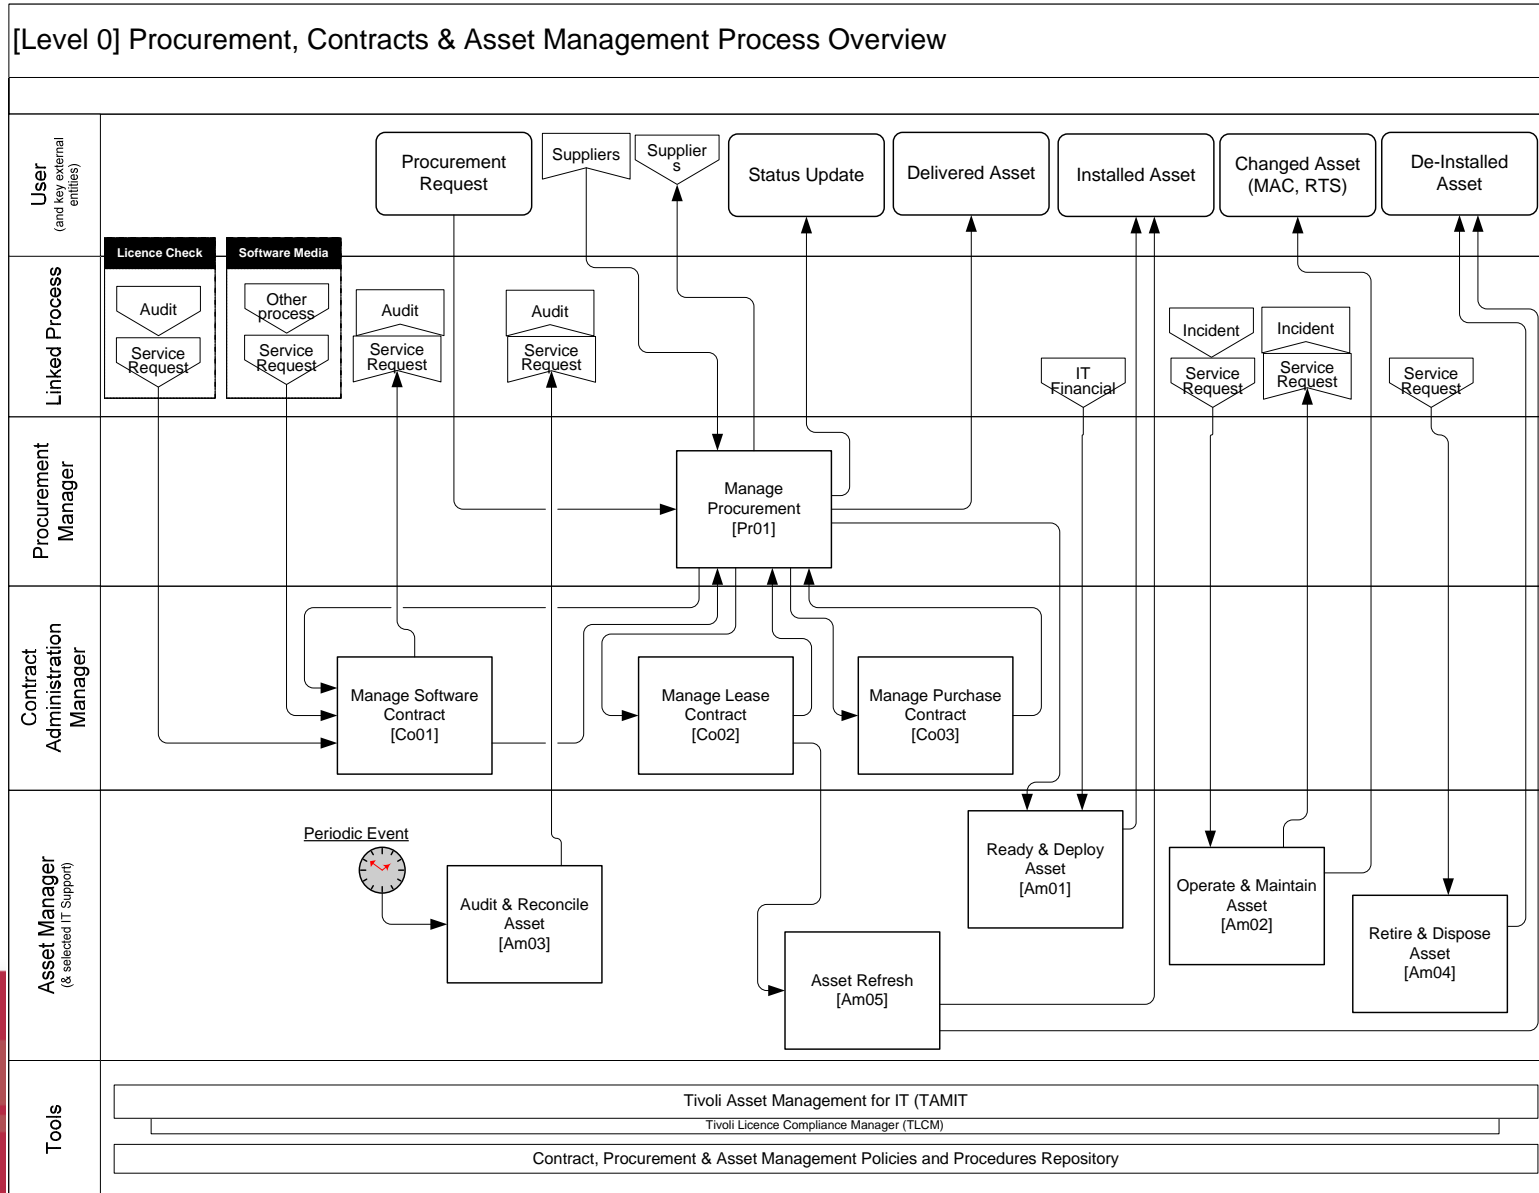 [Level 0] Procurement, Contracts & Asset Management Process Overview
User
(and key external
entities)
Procurement
Request
Suppliers
Supplier
s
Status Update
Delivered Asset
Installed Asset
Changed Asset
(MAC, RTS)
De-Installed
Asset
Linked Process
Licence Check
Audit
Service
Request
Software Media
Other
process
Service
Request
Audit
Service
Request
Audit
Service
Request
IT
Financial
Incident
Service
Request
Incident
Service
Request
Service
Request
Procurement
Manager
Manage
Procurement
[Pr01]
Contract
Administration
Manager
Manage Software
Contract
[Co01]
Manage Lease
Contract
[Co02]
Manage Purchase
Contract
[Co03]
Asset Manager
(& selected IT Support)
Periodic Event
Audit & Reconcile
Asset
[Am03]
Asset Refresh
[Am05]
Ready & Deploy
Asset
[Am01]
Operate & Maintain
Asset
[Am02]
Retire & Dispose
Asset
[Am04]
Tools
Tivoli Asset Management for IT (TAMIT
Tivoli Licence Compliance Manager (TLCM)
Contract, Procurement & Asset Management Policies and Procedures Repository